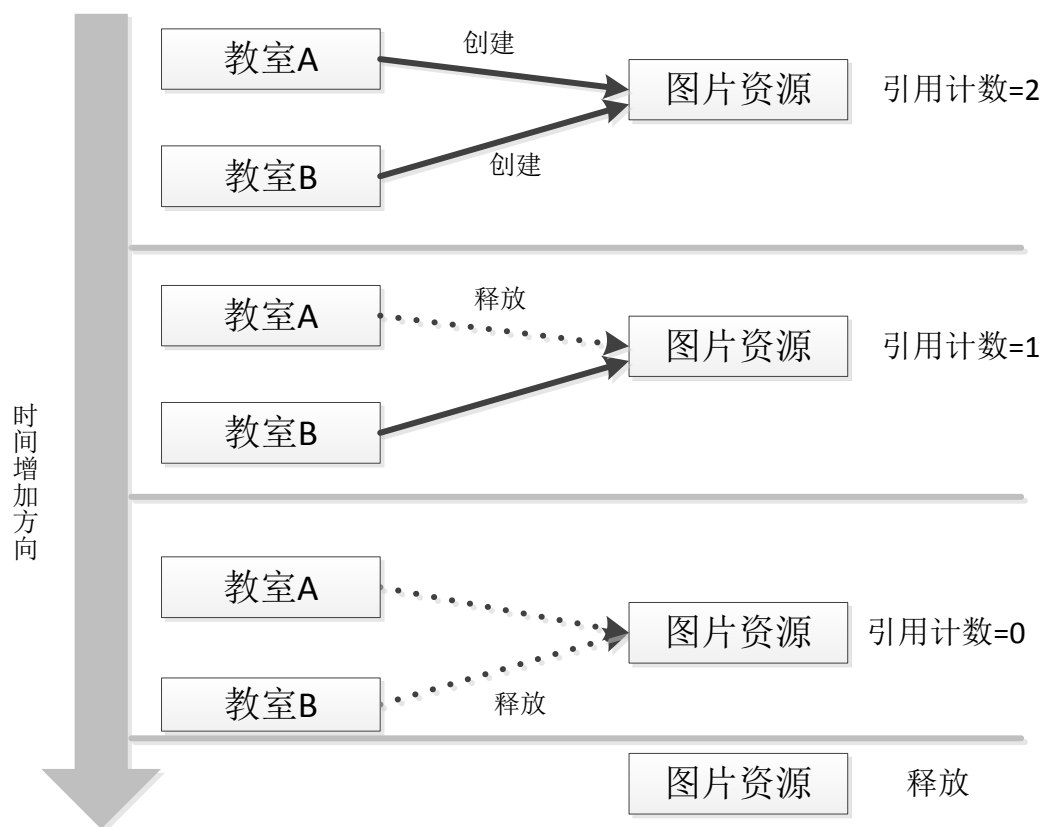 教室A
创建
图片资源
引用计数=2
教室B
创建
教室A
释放
图片资源
引用计数=1
教室B
时间增加方向
教室A
图片资源
引用计数=0
教室B
释放
图片资源
释放